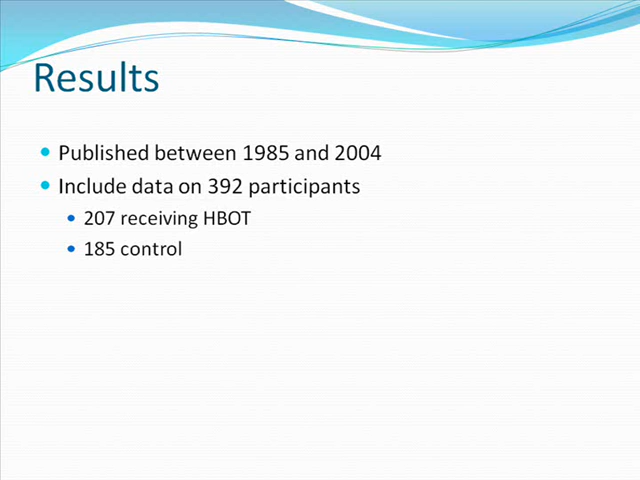 Results
Published between 1985 and 2004
Include data on 392 participants
207 receiving HBOT
185 control